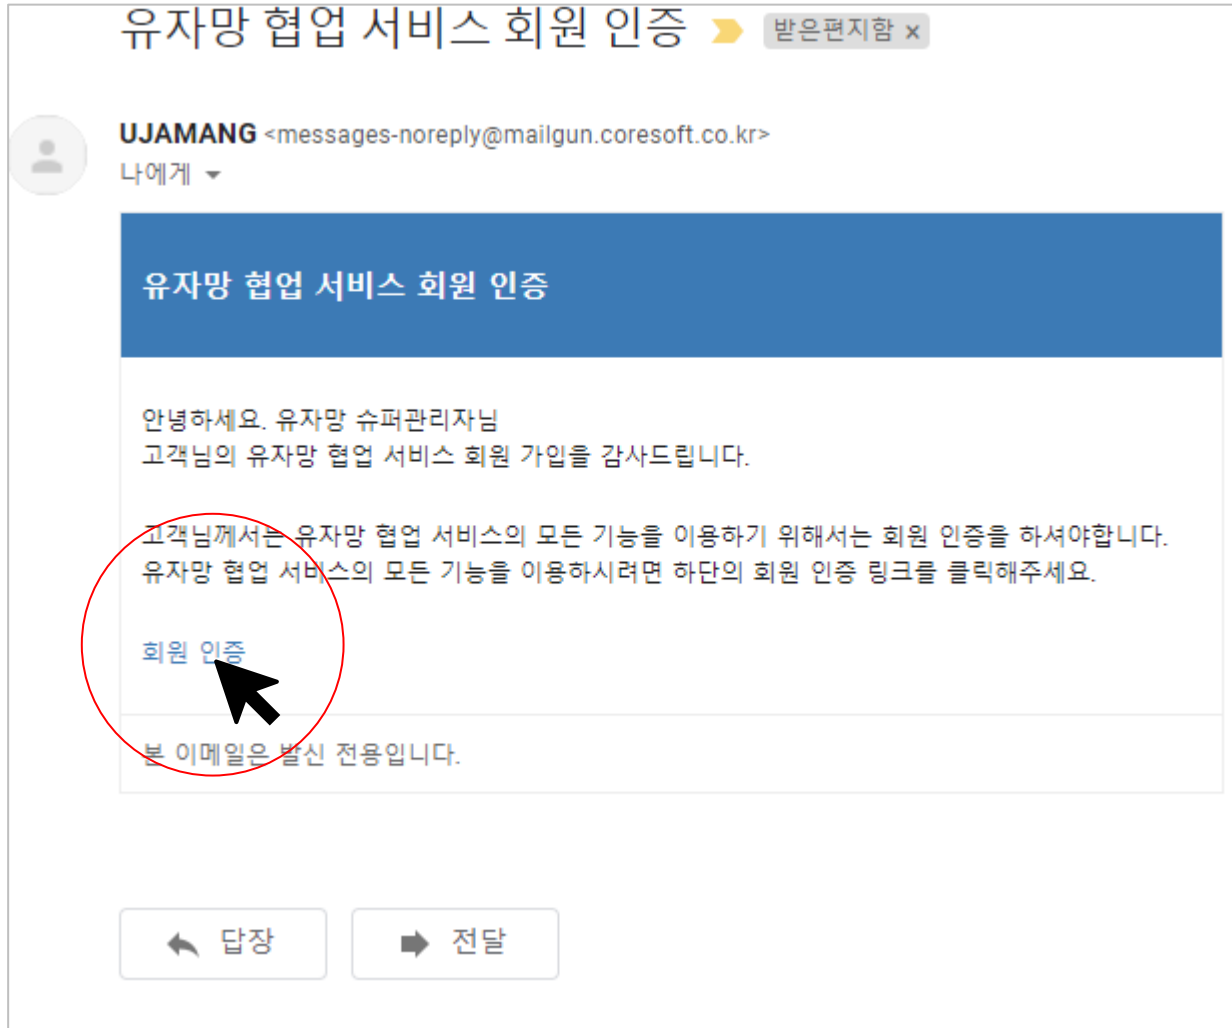 유자망 협업 서비스 회원 인증 받은편지함 x
UJAMANG <messages-noreply@mailgun.coresoft.co.kr>
나에게
유자망 협업 서비스 회원 인증
안녕하세요. 유자망 슈퍼관리자님
고객님의 유자망 협업 서비스 회원 가입을 감사드립니다.
고객님께서는 유자망 협업 서비스의 모든 기능을 이용하기 위해서는 회원 인증을 하셔야합니다.
유자망 협업 서비스의 모든 기능을 이용하시려면 하단의 회원 인증 링크를 클릭해주세요.
회원 인증
본 이메일은 발신 전용입니다.
답장 전달